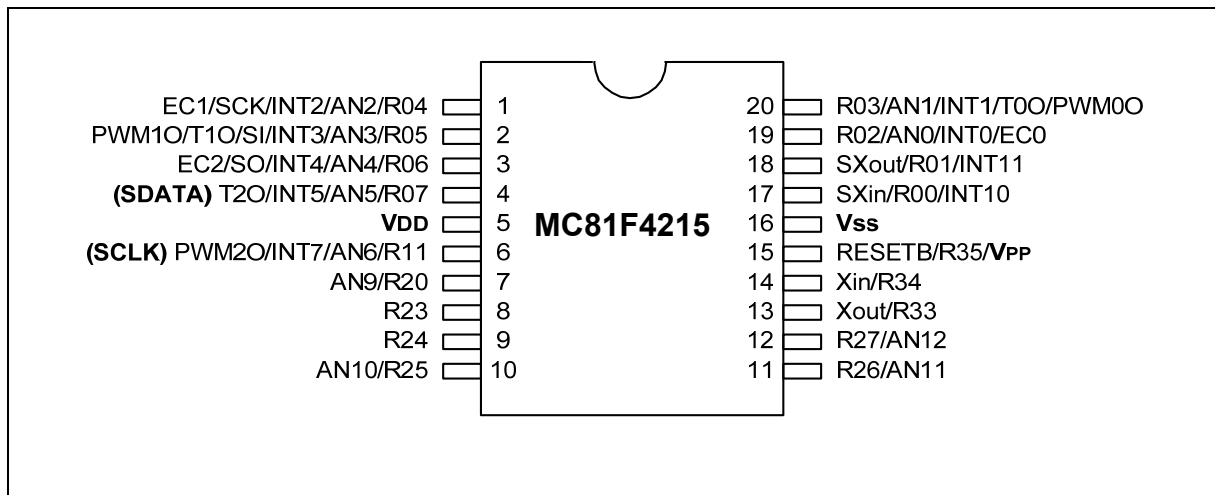 EC1/SCK/INT2/AN2/R04 1 20 R03/AN1/INT1/T0O/PWM0O
PWM1O/T1O/SI/INT3/AN3/R05 2 19 R02/AN0/INT0/EC0
EC2/SO/INT4/AN4/R06 3 18 SXout/R01/INT11
(SDATA) T2O/INT5/AN5/R07 4 17 SXin/R00/INT10
VDD 5 MC81F4215 16 Vss
(SCLK) PWM2O/INT7/AN6/R11 6 15 RESETB/R35/VPP
AN9/R20 7 14 Xin/R34
R23 8 13 Xout/R33
R24 9 12 R27/AN12
AN10/R25 10 11 R26/AN11